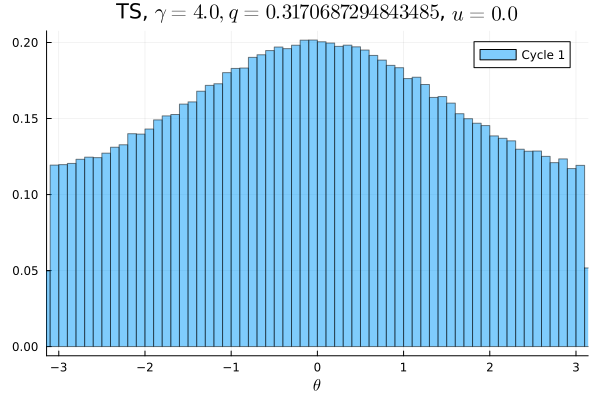 TS, γ = 4.0, q = 0.3170687294843485, u = 0.0
Cycle 1
0.20
0.15
0.10
0.05
0.00
−3 −2 −1 0 1 2 3
θ